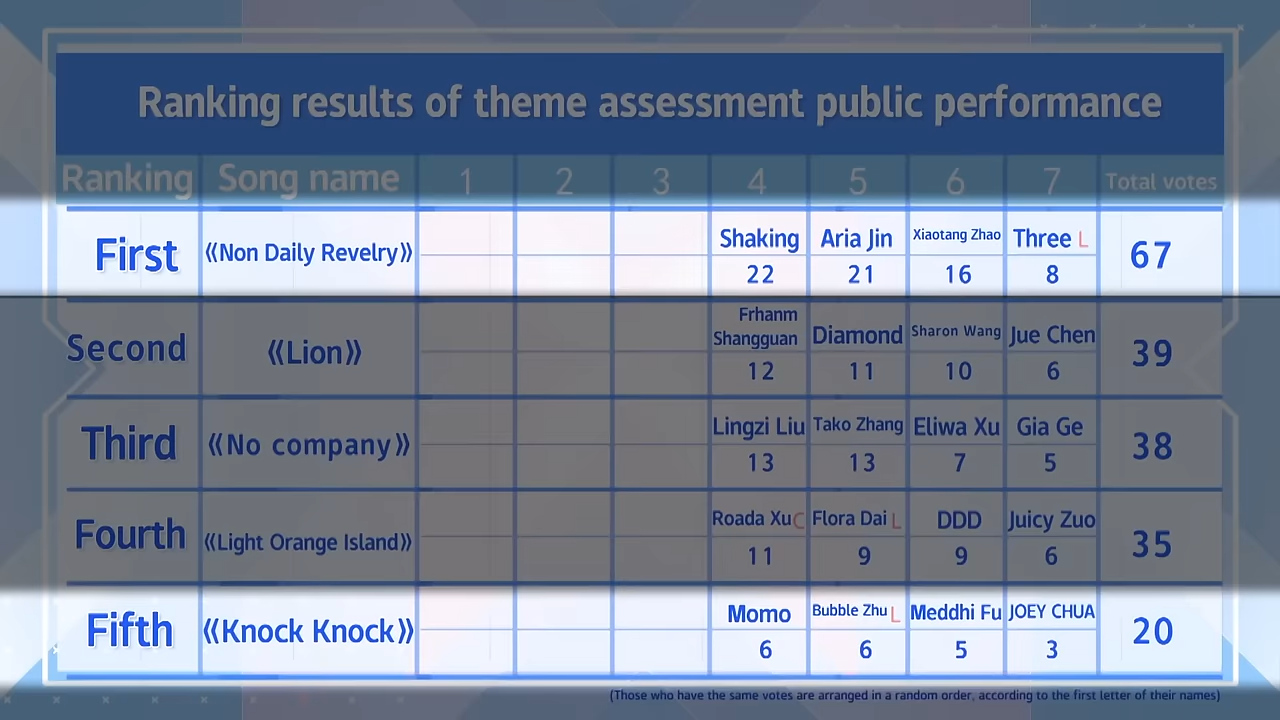 Ranking results of theme assessment public performance
Ranking Song name 1 2 3 4 5 6 7 Total votes
First 《Non Daily Revelry》 Shaking Aria Jin Xiaotang Zhao Three L 67
22 21 16 8
Second 《Lion》 Frhanm Shangguan Diamond Sharon Wang Jue Chen 39
12 11 10 6
Third 《No company》 Lingzi Liu Tako Zhang Eliwa Xu Gia Ge 38
13 13 7 5
Fourth 《Light Orange Island》 Roada Xu C Flora Dai L DDD Juicy Zuo 35
11 9 9 6
Fifth 《Knock Knock》 Momo Bubble Zhu L Meddhi Fu JOEY CHUA 20
6 6 5 3
(Those who have the same votes are arranged in a random order, according to the first letter of their names)